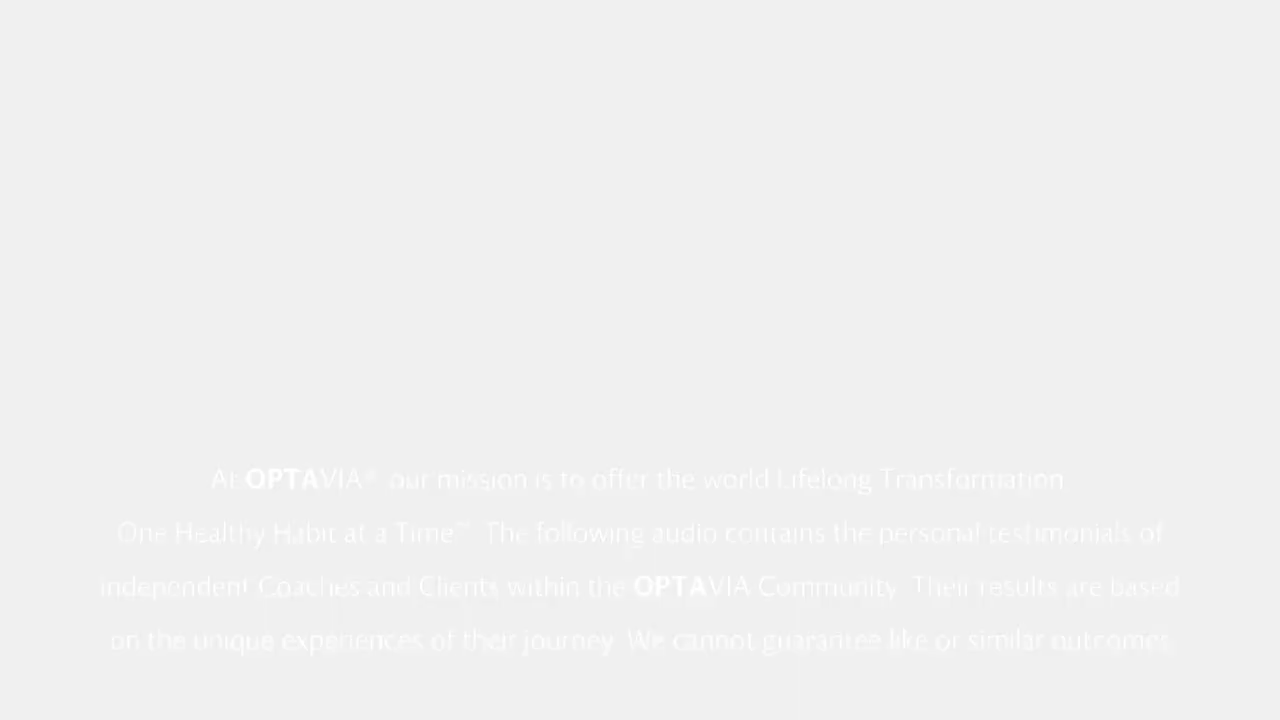 At OPTAVIA® our mission is to offer the world Lifelong Transformation
One Healthy Habit at a Time™. The following audio contains the personal testimonials of
independent Coaches and Clients within the OPTAVIA Community. Their results are based
on the unique experiences of their journey. We cannot guarantee like or similar outcomes.